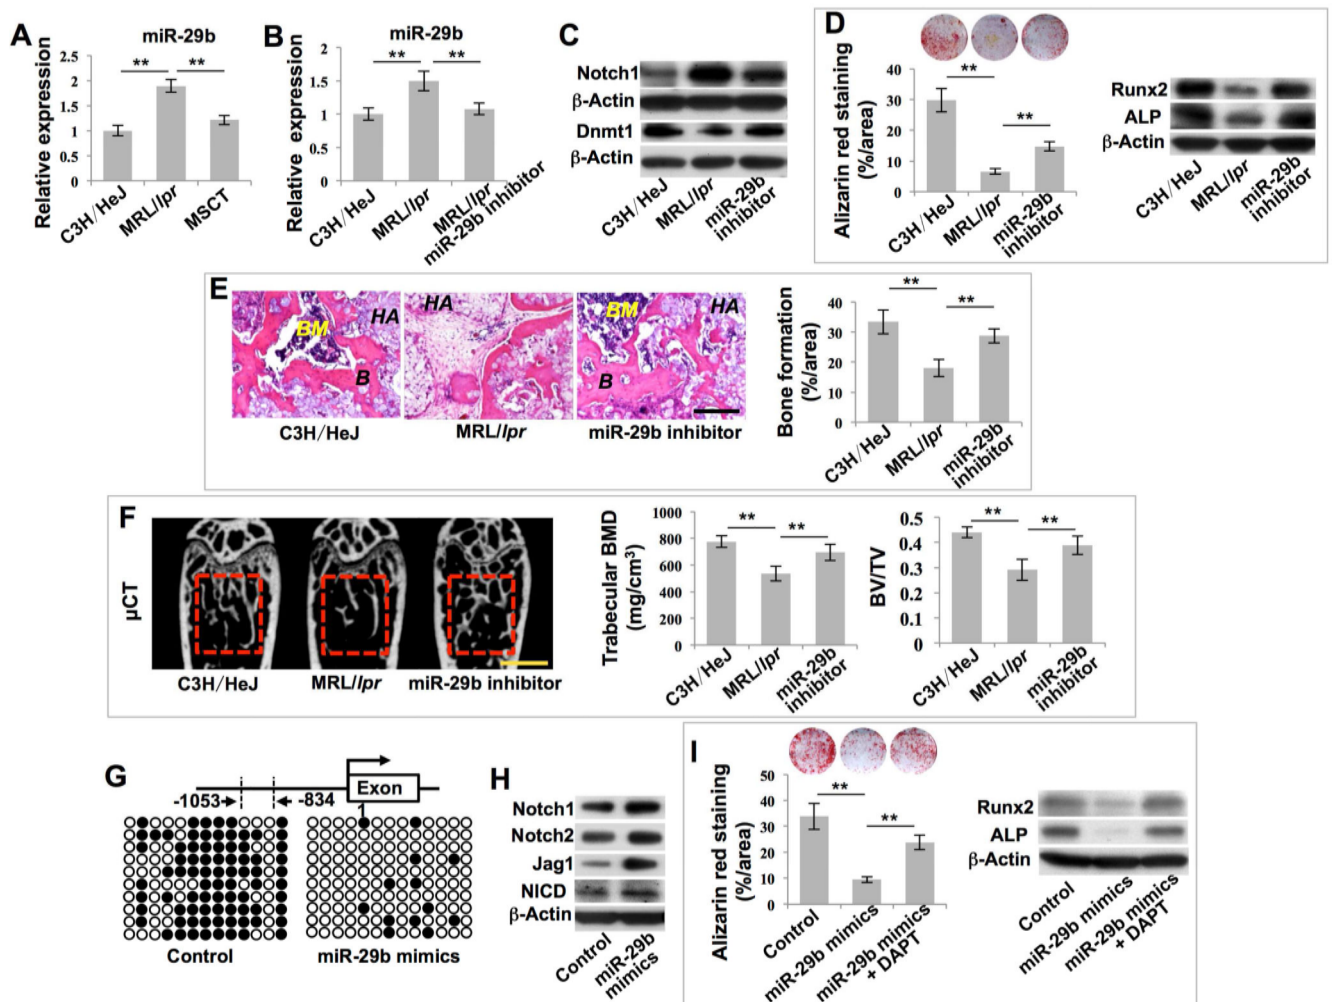 A
miR-29b
Relative expression
2.5
2
1.5
1
0.5
0
**
**
C3H/HeJ
MRL/lpr
MSCT
B
miR-29b
Relative expression
2
1.5
1
0.5
0
**
**
C3H/HeJ
MRL/lpr
MRL/lpr
miR-29b inhibitor
C
Notch1
β-Actin
Dnmt1
β-Actin
C3H/HeJ
MRL/lpr
miR-29b
inhibitor
D
Alizarin red staining
(%/area)
40
30
20
10
0
**
**
C3H/HeJ
MRL/lpr
miR-29b
inhibitor
Runx2
ALP
β-Actin
C3H/HeJ
MRL/lpr
miR-29b
inhibitor
E
BM
HA
B
HA
BM
HA
B
C3H/HeJ
MRL/lpr
miR-29b inhibitor
Bone formation
(%/area)
40
30
20
10
0
**
**
C3H/HeJ
MRL/lpr
miR-29b
inhibitor
F
μCT
C3H/HeJ
MRL/lpr
miR-29b inhibitor
Trabecular BMD
(mg/cm³)
1000
800
600
400
200
0
**
**
C3H/HeJ
MRL/lpr
miR-29b
inhibitor
BV/TV
0.5
0.4
0.3
0.2
0.1
0
**
**
C3H/HeJ
MRL/lpr
miR-29b
inhibitor
G
Exon
1
-1053
-834
Control
miR-29b mimics
H
Notch1
Notch2
Jag1
NICD
β-Actin
Control
miR-29b
mimics
I
Alizarin red staining
(%/area)
50
40
30
20
10
0
**
**
Control
miR-29b mimics
miR-29b mimics
+ DAPT
Runx2
ALP
β-Actin
Control
miR-29b mimics
miR-29b mimics
+ DAPT